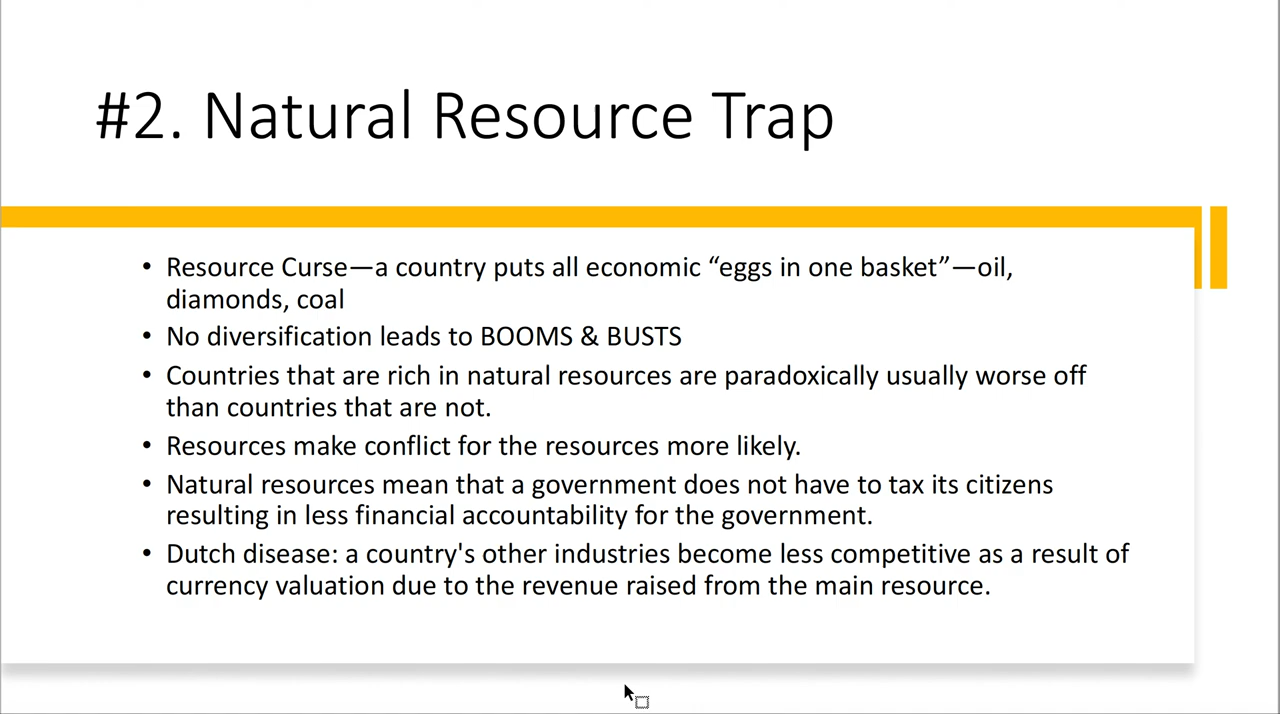 #2. Natural Resource Trap
• Resource Curse—a country puts all economic “eggs in one basket”—oil,
diamonds, coal
• No diversification leads to BOOMS & BUSTS
• Countries that are rich in natural resources are paradoxically usually worse off
than countries that are not.
• Resources make conflict for the resources more likely.
• Natural resources mean that a government does not have to tax its citizens
resulting in less financial accountability for the government.
• Dutch disease: a country's other industries become less competitive as a result of
currency valuation due to the revenue raised from the main resource.